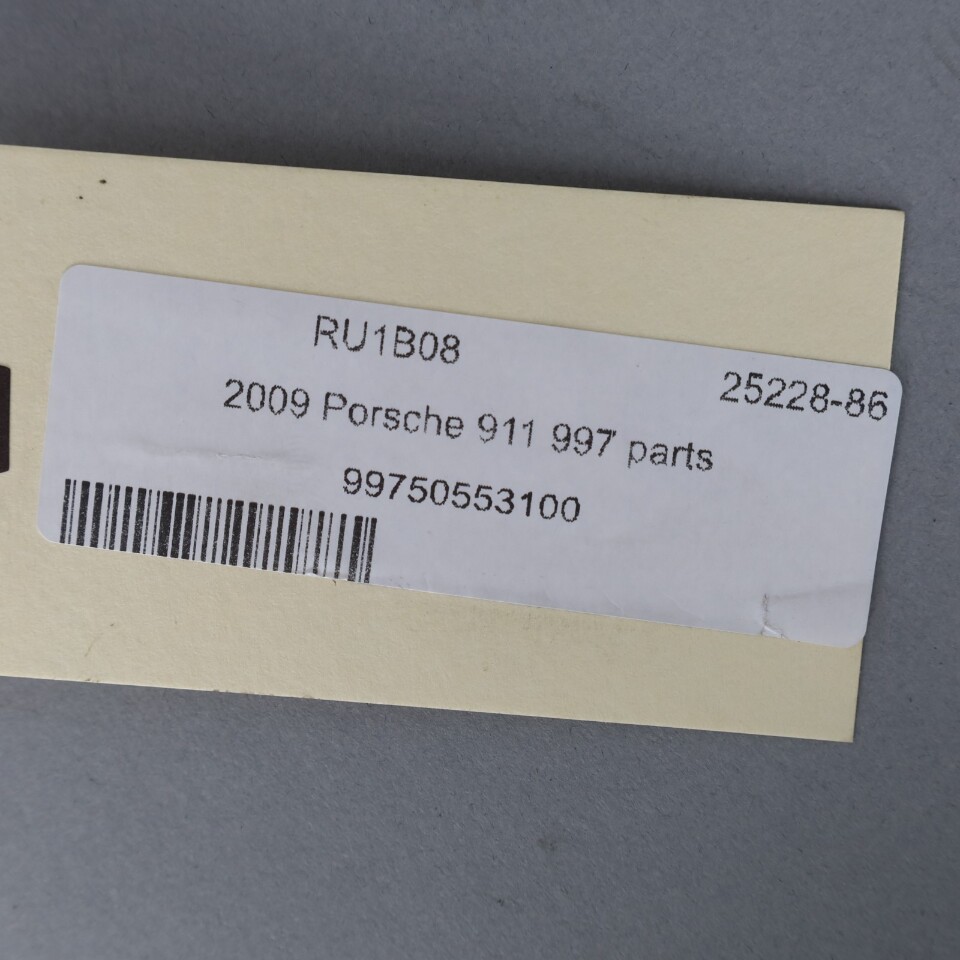 RU1B08
25228-86
2009 Porsche 911 997 parts
99750553100